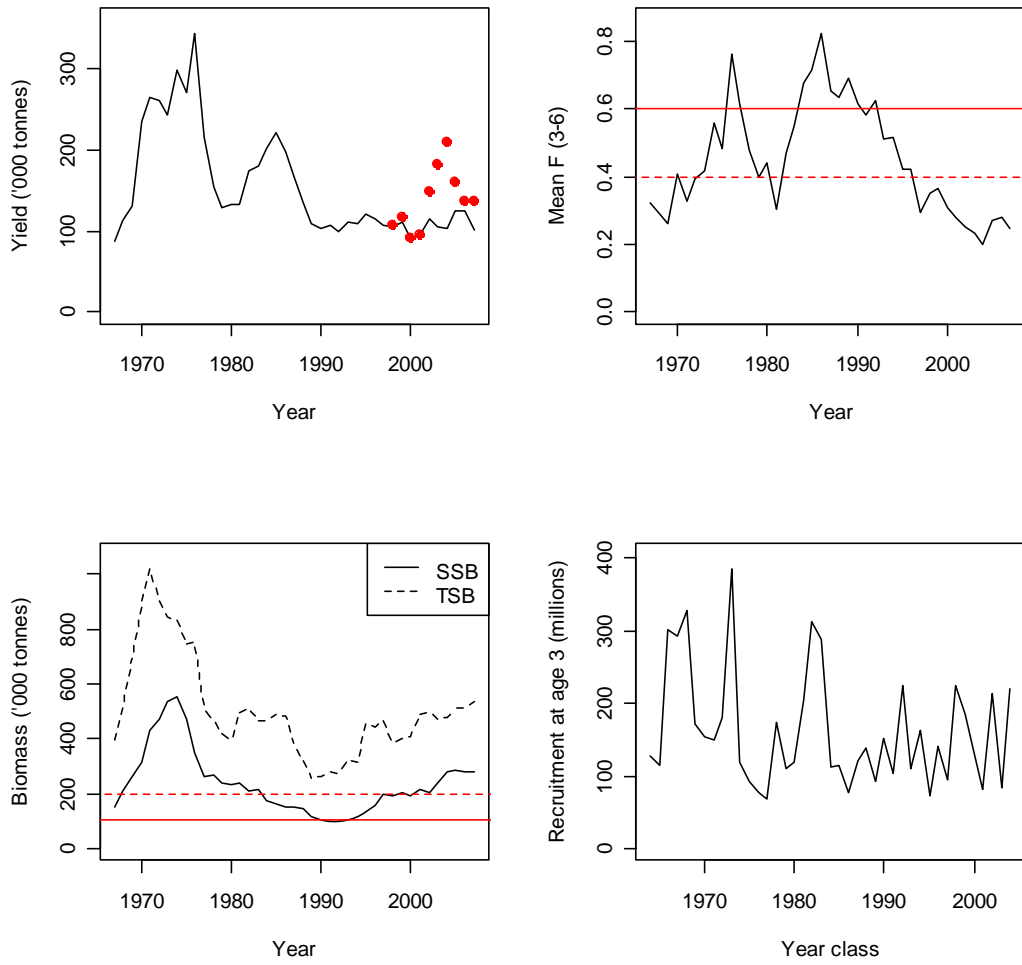 Yield ('000 tonnes)
0 100 200 300
1970 1980 1990 2000
Year
Mean F (3-6)
0.0 0.2 0.4 0.6 0.8
1970 1980 1990 2000
Year
Biomass ('000 tonnes)
0 200 400 600 800
SSB
TSB
1970 1980 1990 2000
Year
Recruitment at age 3 (millions)
0 100 200 300 400
1970 1980 1990 2000
Year class